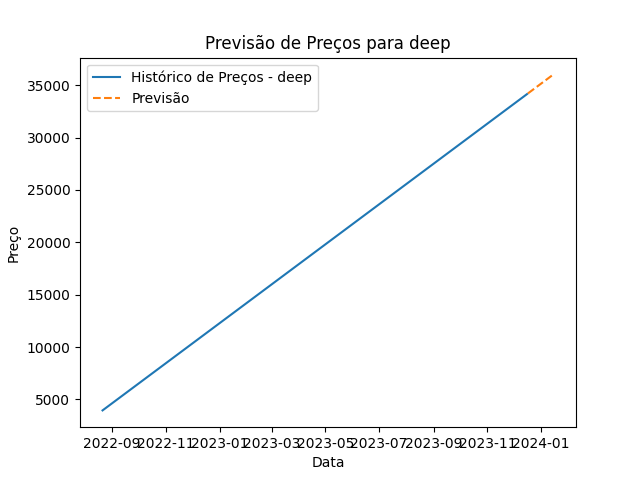 Previsão de Preços para deep
Histórico de Preços - deep
Previsão
35000
30000
25000
20000
15000
10000
5000
Preço
2022-09 2022-11 2023-01 2023-03 2023-05 2023-07 2023-09 2023-11 2024-01
Data